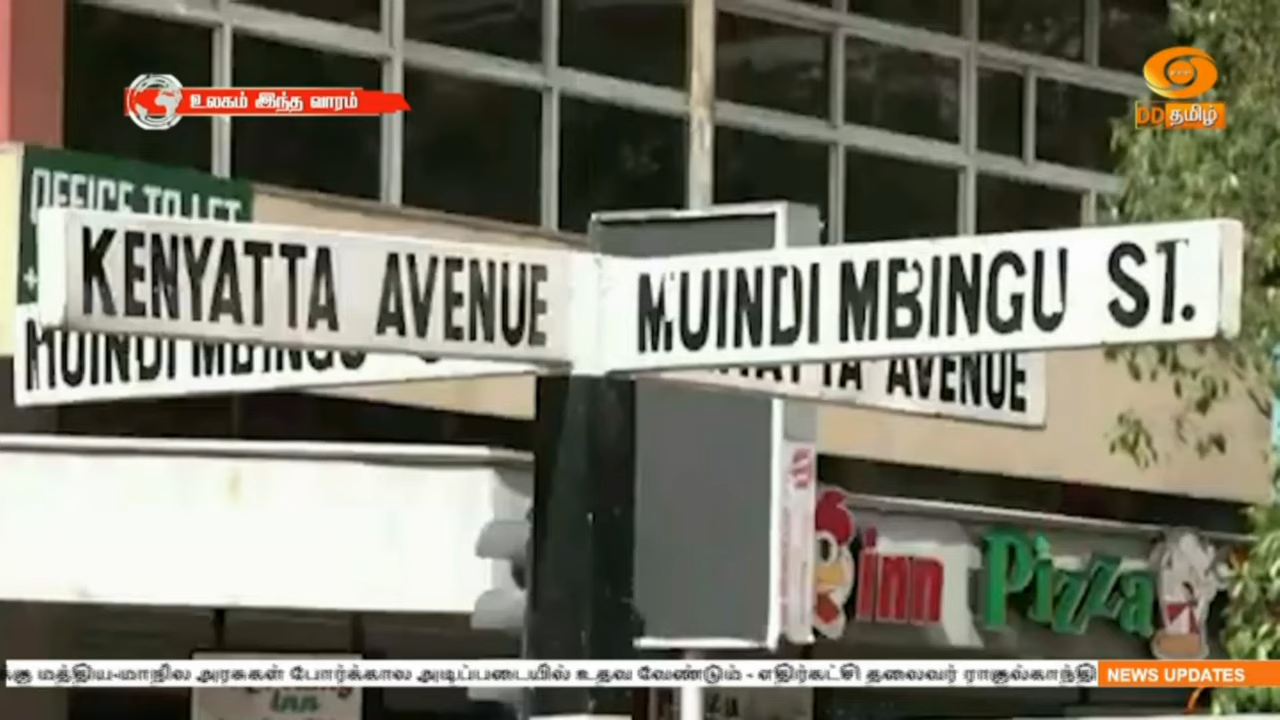 உலகம் இந்த வாரம்
DD தமிழ்
OFFICE TO LET
KENYATTA AVENUE
MUINDI MBINGU ST.
MUINDI MBINGU
AVENUE
inn
Pizza
கு மத்திய-மாநில அரசுகள் போர்க்கால அடிப்படையில் உதவ வேண்டும் - எதிர்கட்சி தலைவர் ராகுல்காந்தி
NEWS UPDATES
inn